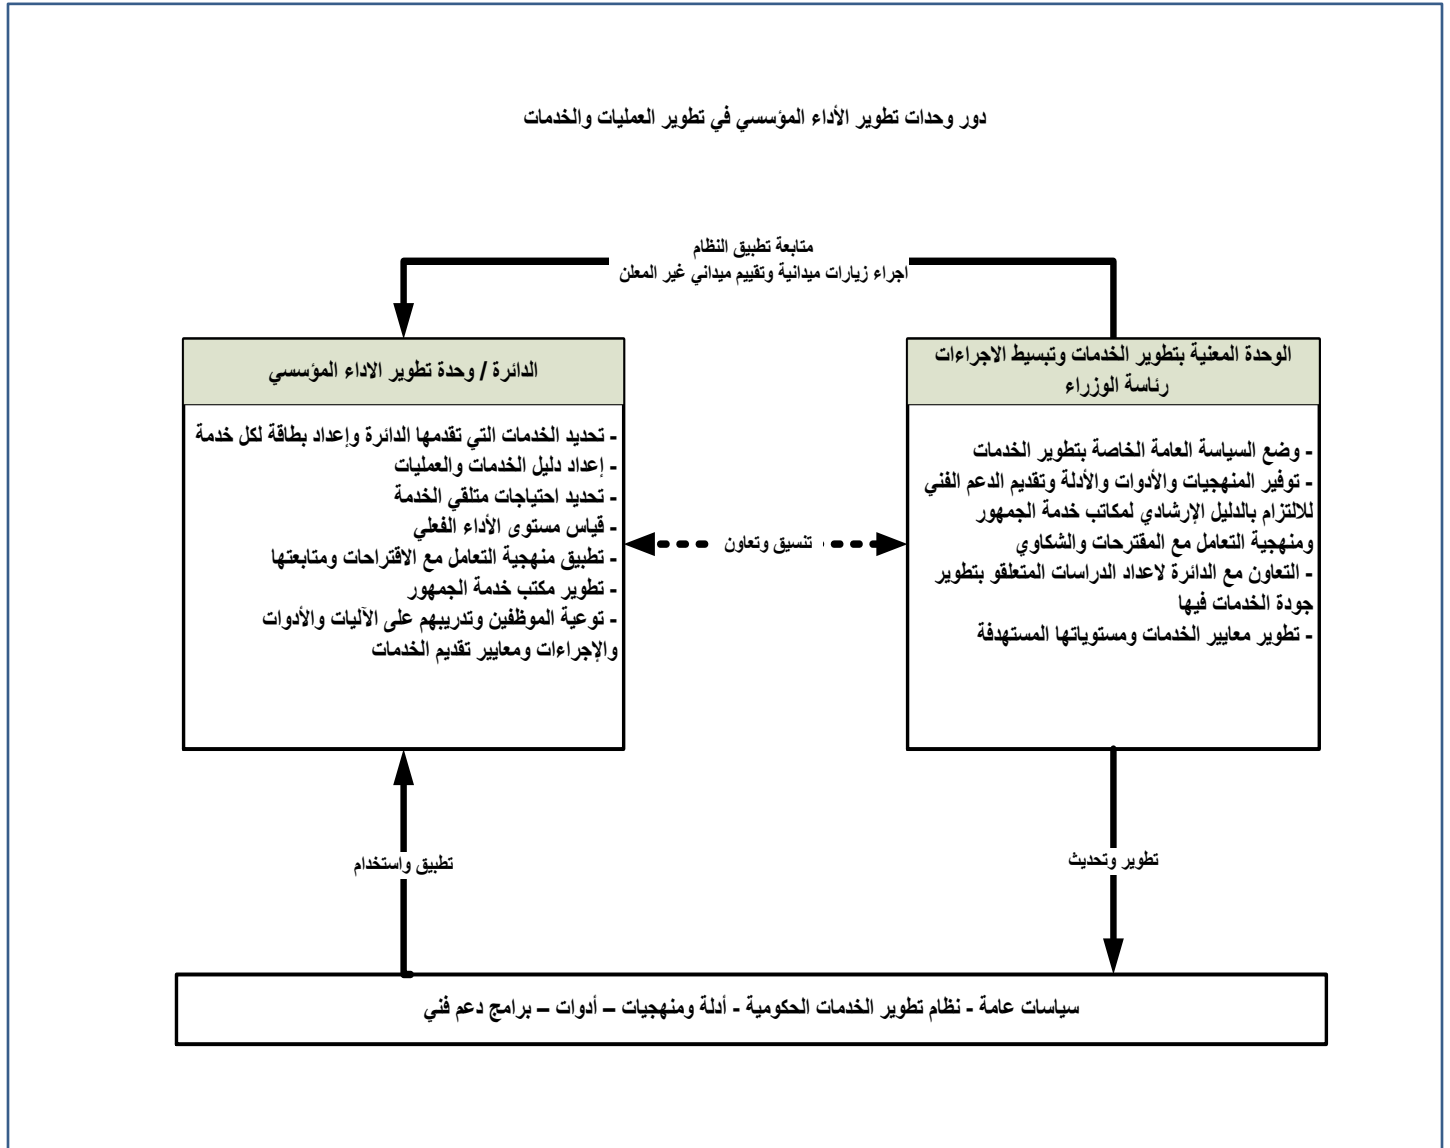 دور وحدات تطوير الأداء المؤسسي في تطوير العمليات والخدمات
متابعة تطبيق النظام
اجراء زيارات ميدانية وتقييم ميداني غير المعلن
الوحدة المعنية بتطوير الخدمات وتبسيط الاجراءات
رئاسة الوزراء
- وضع السياسة العامة الخاصة بتطوير الخدمات
- توفير المنهجيات والأدوات والأدلة وتقديم الدعم الفني
للالتزام بالدليل الإرشادي لمكاتب خدمة الجمهور
ومنهجية التعامل مع المقترحات والشكاوي
- التعاون مع الدائرة لاعداد الدراسات المتعلقو بتطوير
جودة الخدمات فيها
- تطوير معايير الخدمات ومستوياتها المستهدفة
تنسيق وتعاون
الدائرة / وحدة تطوير الاداء المؤسسي
- تحديد الخدمات التي تقدمها الدائرة وإعداد بطاقة لكل خدمة
- إعداد دليل الخدمات والعمليات
- تحديد احتياجات متلقي الخدمة
- قياس مستوى الأداء الفعلي
- تطبيق منهجية التعامل مع الاقتراحات ومتابعتها
- تطوير مكتب خدمة الجمهور
- توعية الموظفين وتدريبهم على الآليات والأدوات
والإجراءات ومعايير تقديم الخدمات
تطوير وتحديث
تطبيق واستخدام
سياسات عامة - نظام تطوير الخدمات الحكومية - أدلة ومنهجيات – أدوات – برامج دعم فني